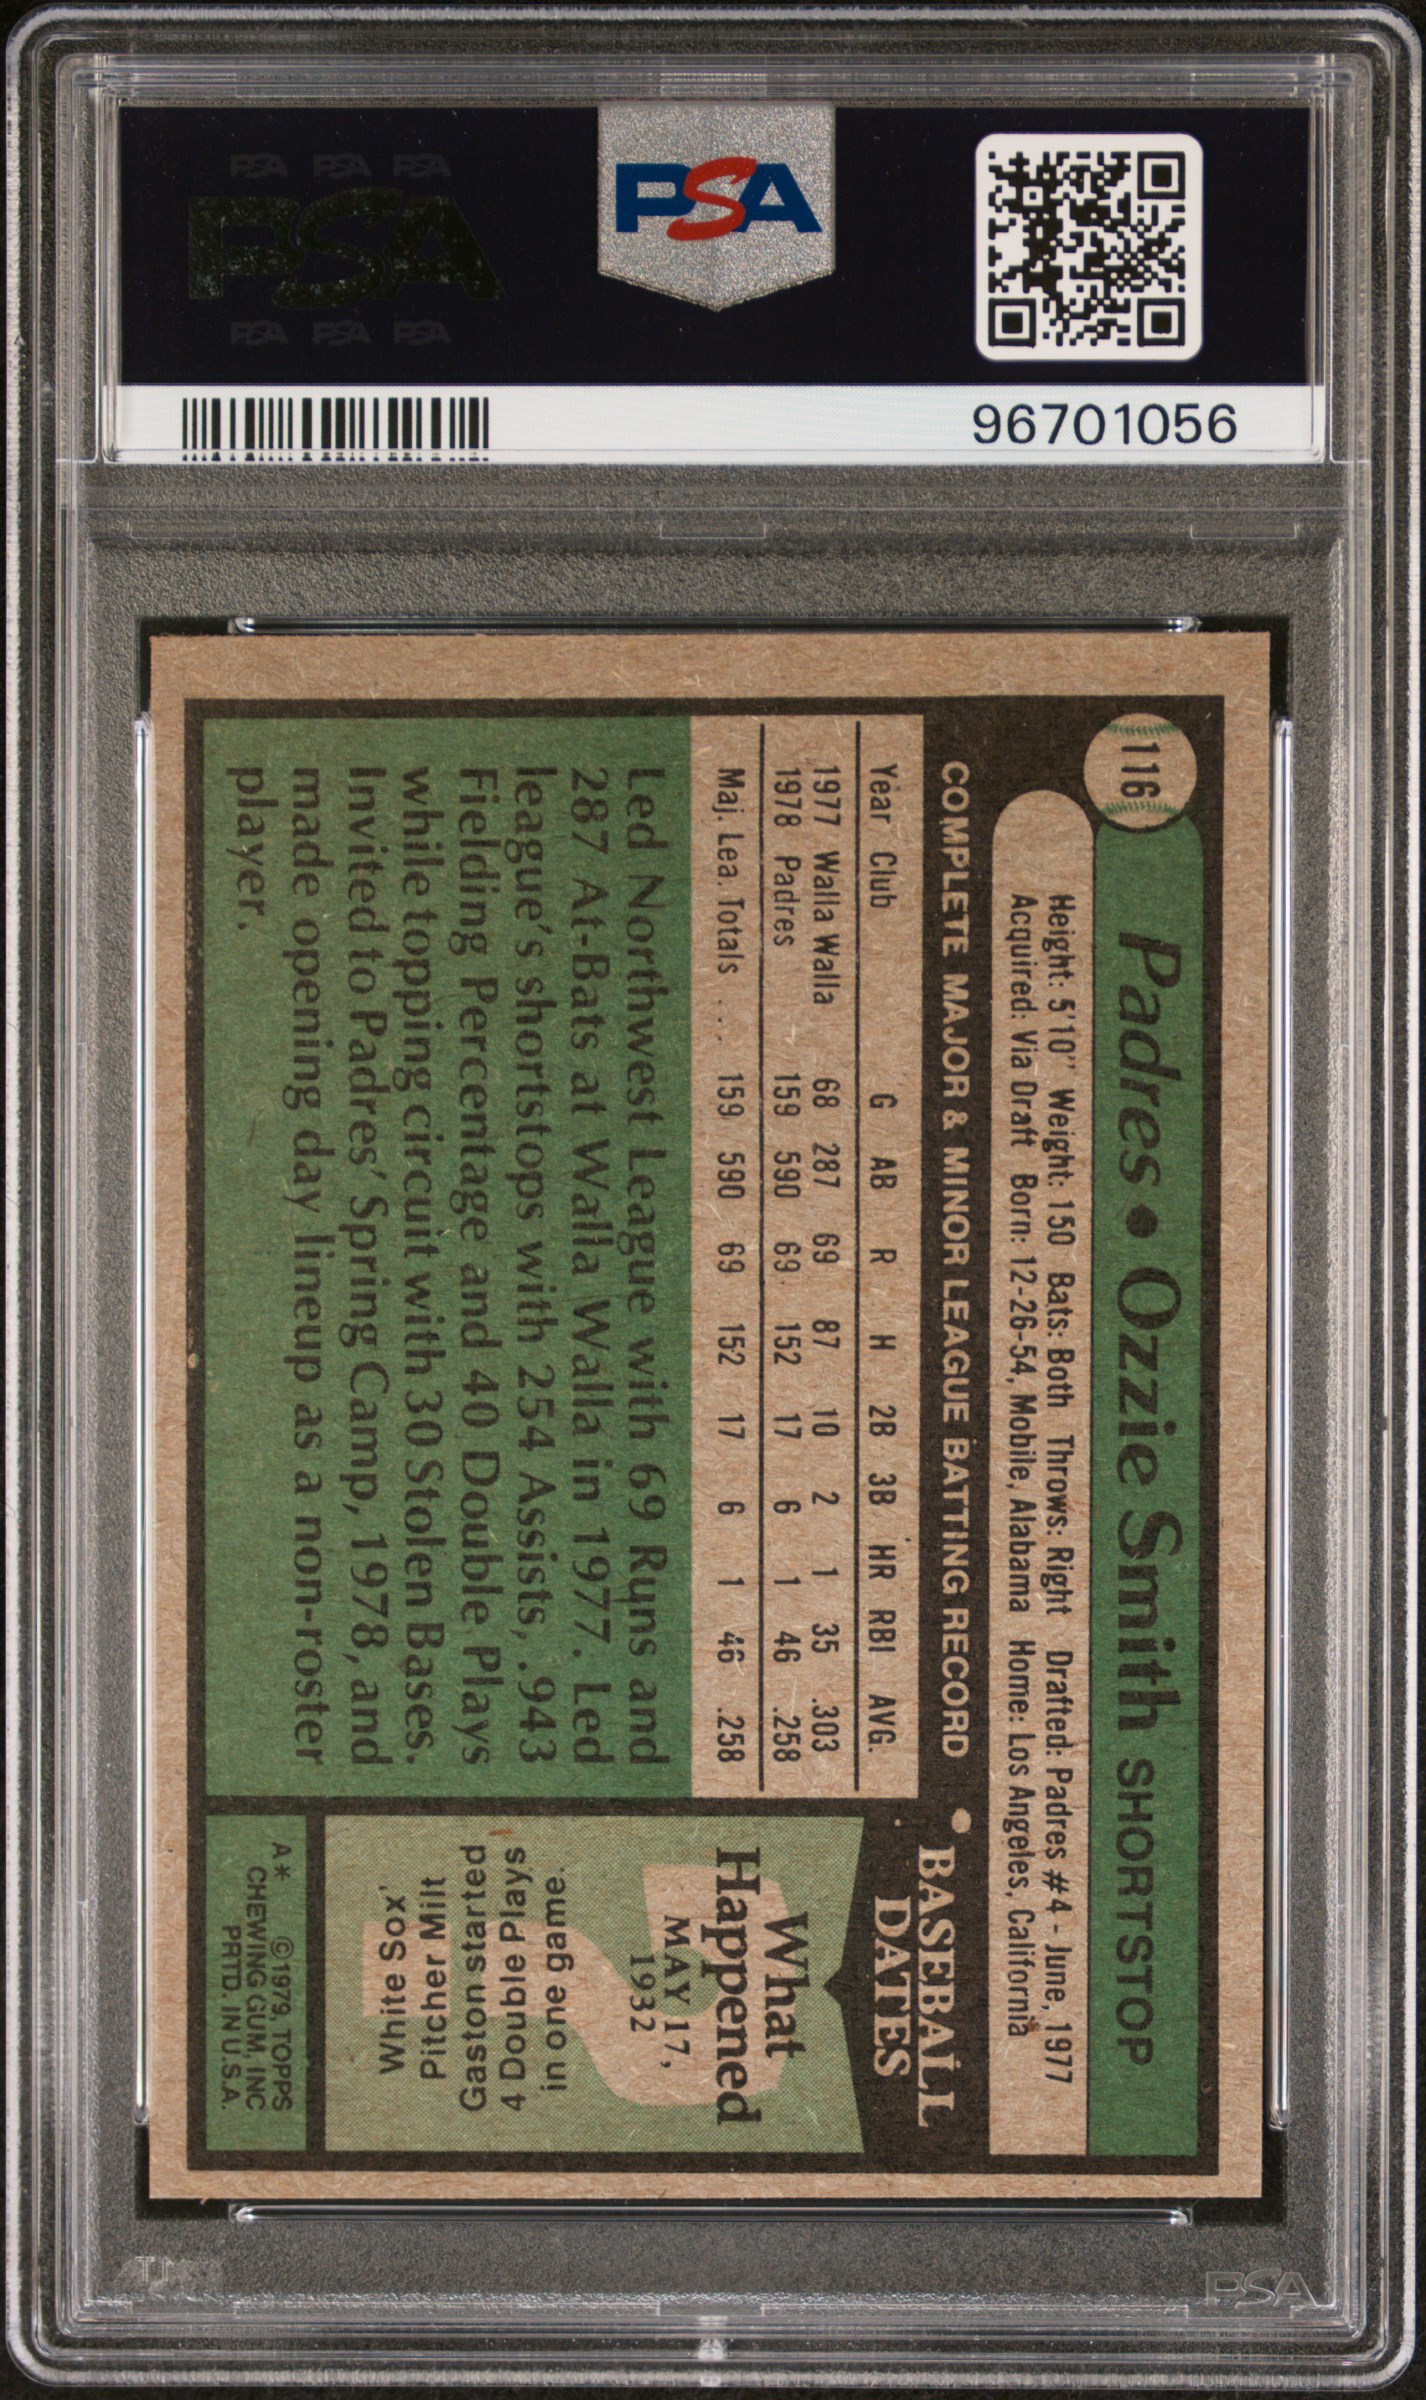 PSA PSA PSA
PSA
PSA PSA PSA
PSA
96701056
116
Padres • Ozzie Smith SHORTSTOP
Height: 5'10" Weight: 150 Bats: Both Throws: Right Drafted: Padres #4 - June, 1977
Acquired: Via Draft Born: 12-26-54, Mobile, Alabama Home: Los Angeles, California
COMPLETE MAJOR & MINOR LEAGUE BATTING RECORD •
Year Club G AB R H 2B 3B HR RBI AVG.
1977 Walla Walla 68 287 69 87 10 2 1 35 .303
1978 Padres 159 590 69 152 17 6 1 46 .258
Maj. Lea. Totals ... 159 590 69 152 17 6 1 46 .258
Led Northwest League with 69 Runs and
287 At-Bats at Walla Walla in 1977. Led
league's shortstops with 254 Assists, .943
Fielding Percentage and 40 Double Plays
while topping circuit with 30 Stolen Bases.
Invited to Padres' Spring Camp, 1978, and
made opening day lineup as a non-roster
player.
BASEBALL
DATES
What
Happened
MAY 17,
1932
White Sox'
Pitcher Milt
Gaston started
4 Double Plays
in one game.
A* ©1979, TOPPS
CHEWING GUM, INC
PRTD. IN U.S.A.
PSA